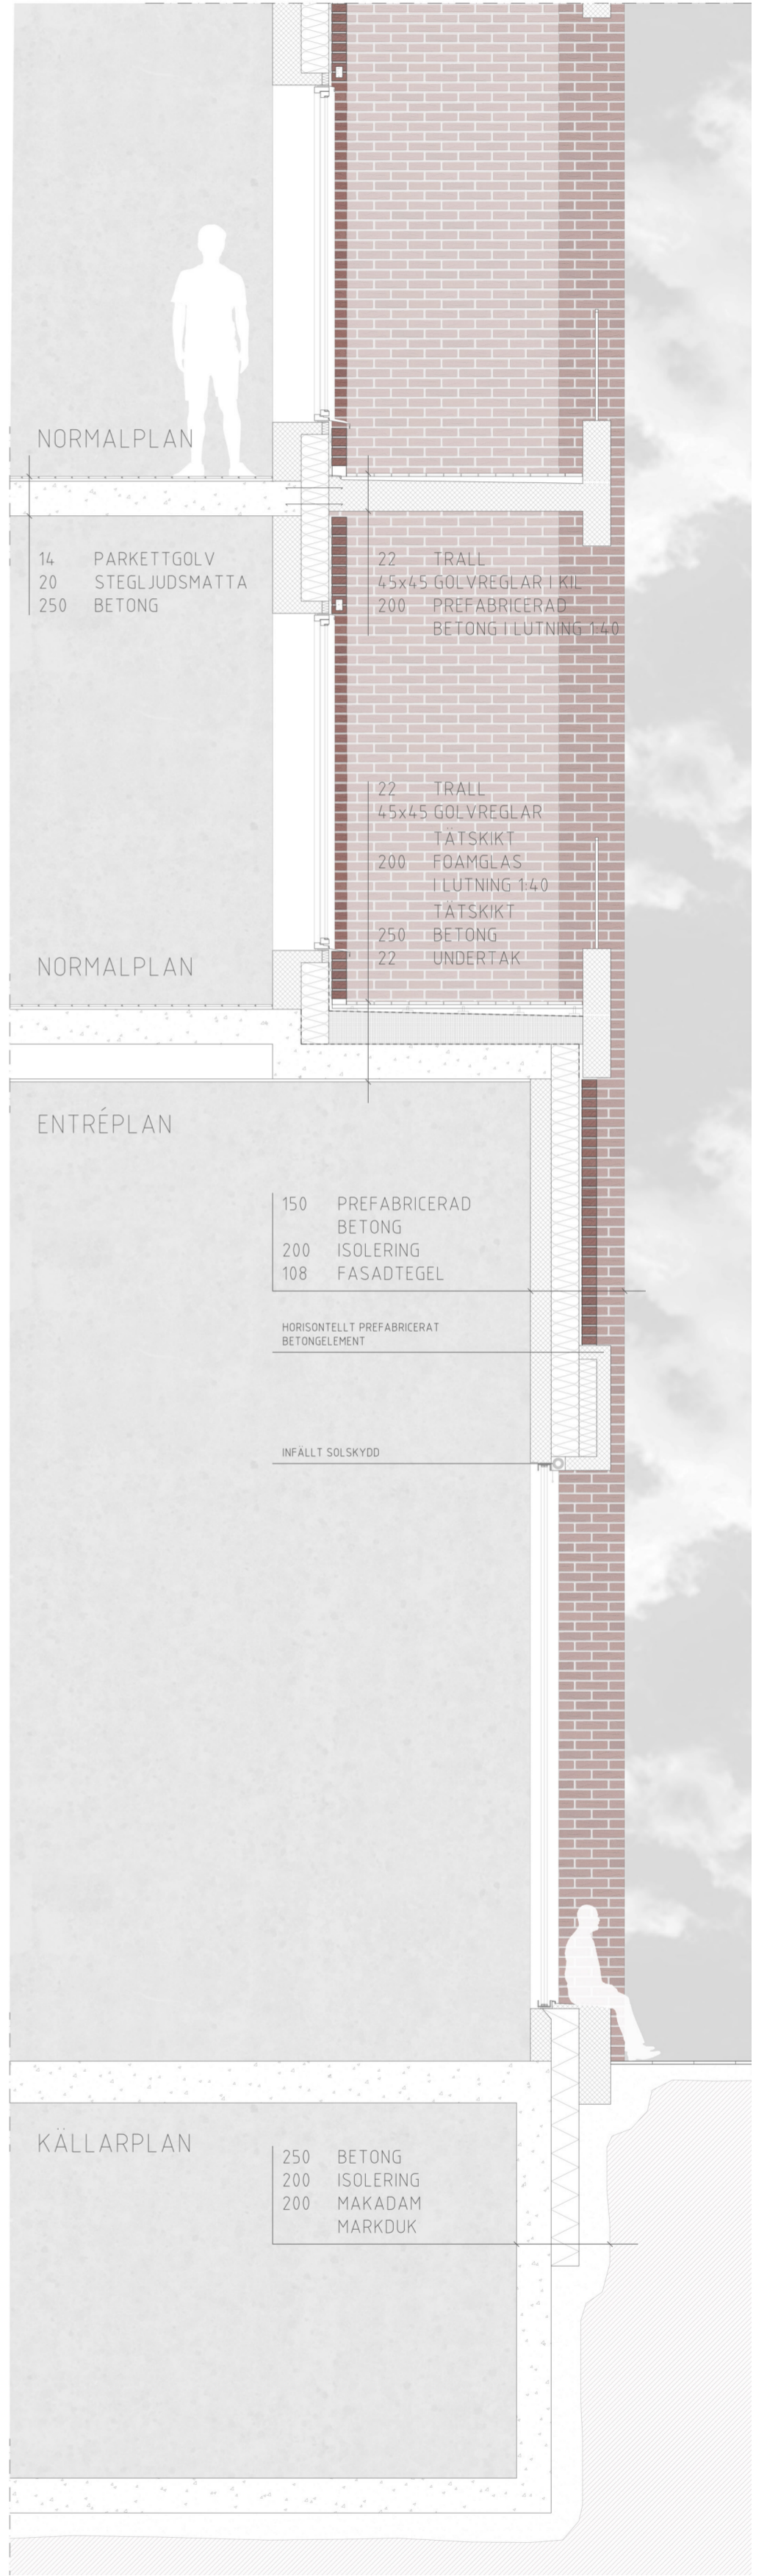 NORMALPLAN
14 PARKETTGOLV
20 STEGLJUDSMATTA
250 BETONG
22 TRALL
45x45 GOLVREGLAR I KIL
200 PREFABRICERAD
BETONG I LUTNING 1:40
22 TRALL
45x45 GOLVREGLAR
TÄTSKIKT
200 FOAMGLAS
I LUTNING 1:40
TÄTSKIKT
250 BETONG
22 UNDERTAK
NORMALPLAN
ENTRÉPLAN
150 PREFABRICERAD
BETONG
200 ISOLERING
108 FASADTEGEL
HORISONTELLT PREFABRICERAT
BETONGELEMENT
INFÄLLT SOLSKYDD
KÄLLARPLAN
250 BETONG
200 ISOLERING
200 MAKADAM
MARKDUK